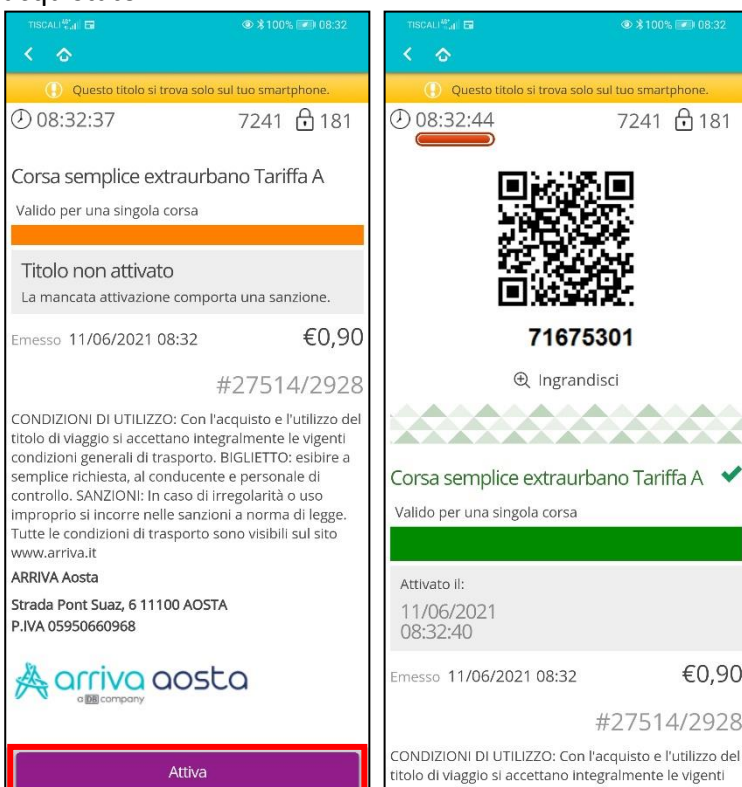 TISCALI 100% 08:32
Questo titolo si trova solo sul tuo smartphone.
08:32:37 7241 181
Corsa semplice extraurbano Tariffa A
Valido per una singola corsa
Titolo non attivato
La mancata attivazione comporta una sanzione.
Emesso 11/06/2021 08:32 €0,90
#27514/2928
CONDIZIONI DI UTILIZZO: Con l'acquisto e l'utilizzo del
titolo di viaggio si accettano integralmente le vigenti
condizioni generali di trasporto. BIGLIETTO: esibire a
semplice richiesta, al conducente e personale di
controllo. SANZIONI: In caso di irregolarità o uso
improprio si incorre nelle sanzioni a norma di legge.
Tutte le condizioni di trasporto sono visibili sul sito
www.arriva.it
ARRIVA Aosta
Strada Pont Suaz, 6 11100 AOSTA
P.IVA 05950660968
arriva aosta
a DB company
Attiva
TISCALI 100% 08:32
Questo titolo si trova solo sul tuo smartphone.
08:32:44 7241 181
71675301
Ingrandisci
Corsa semplice extraurbano Tariffa A
Valido per una singola corsa
Attivato il:
11/06/2021
08:32:40
Emesso 11/06/2021 08:32 €0,90
#27514/2928
CONDIZIONI DI UTILIZZO: Con l'acquisto e l'utilizzo del
titolo di viaggio si accettano integralmente le vigenti